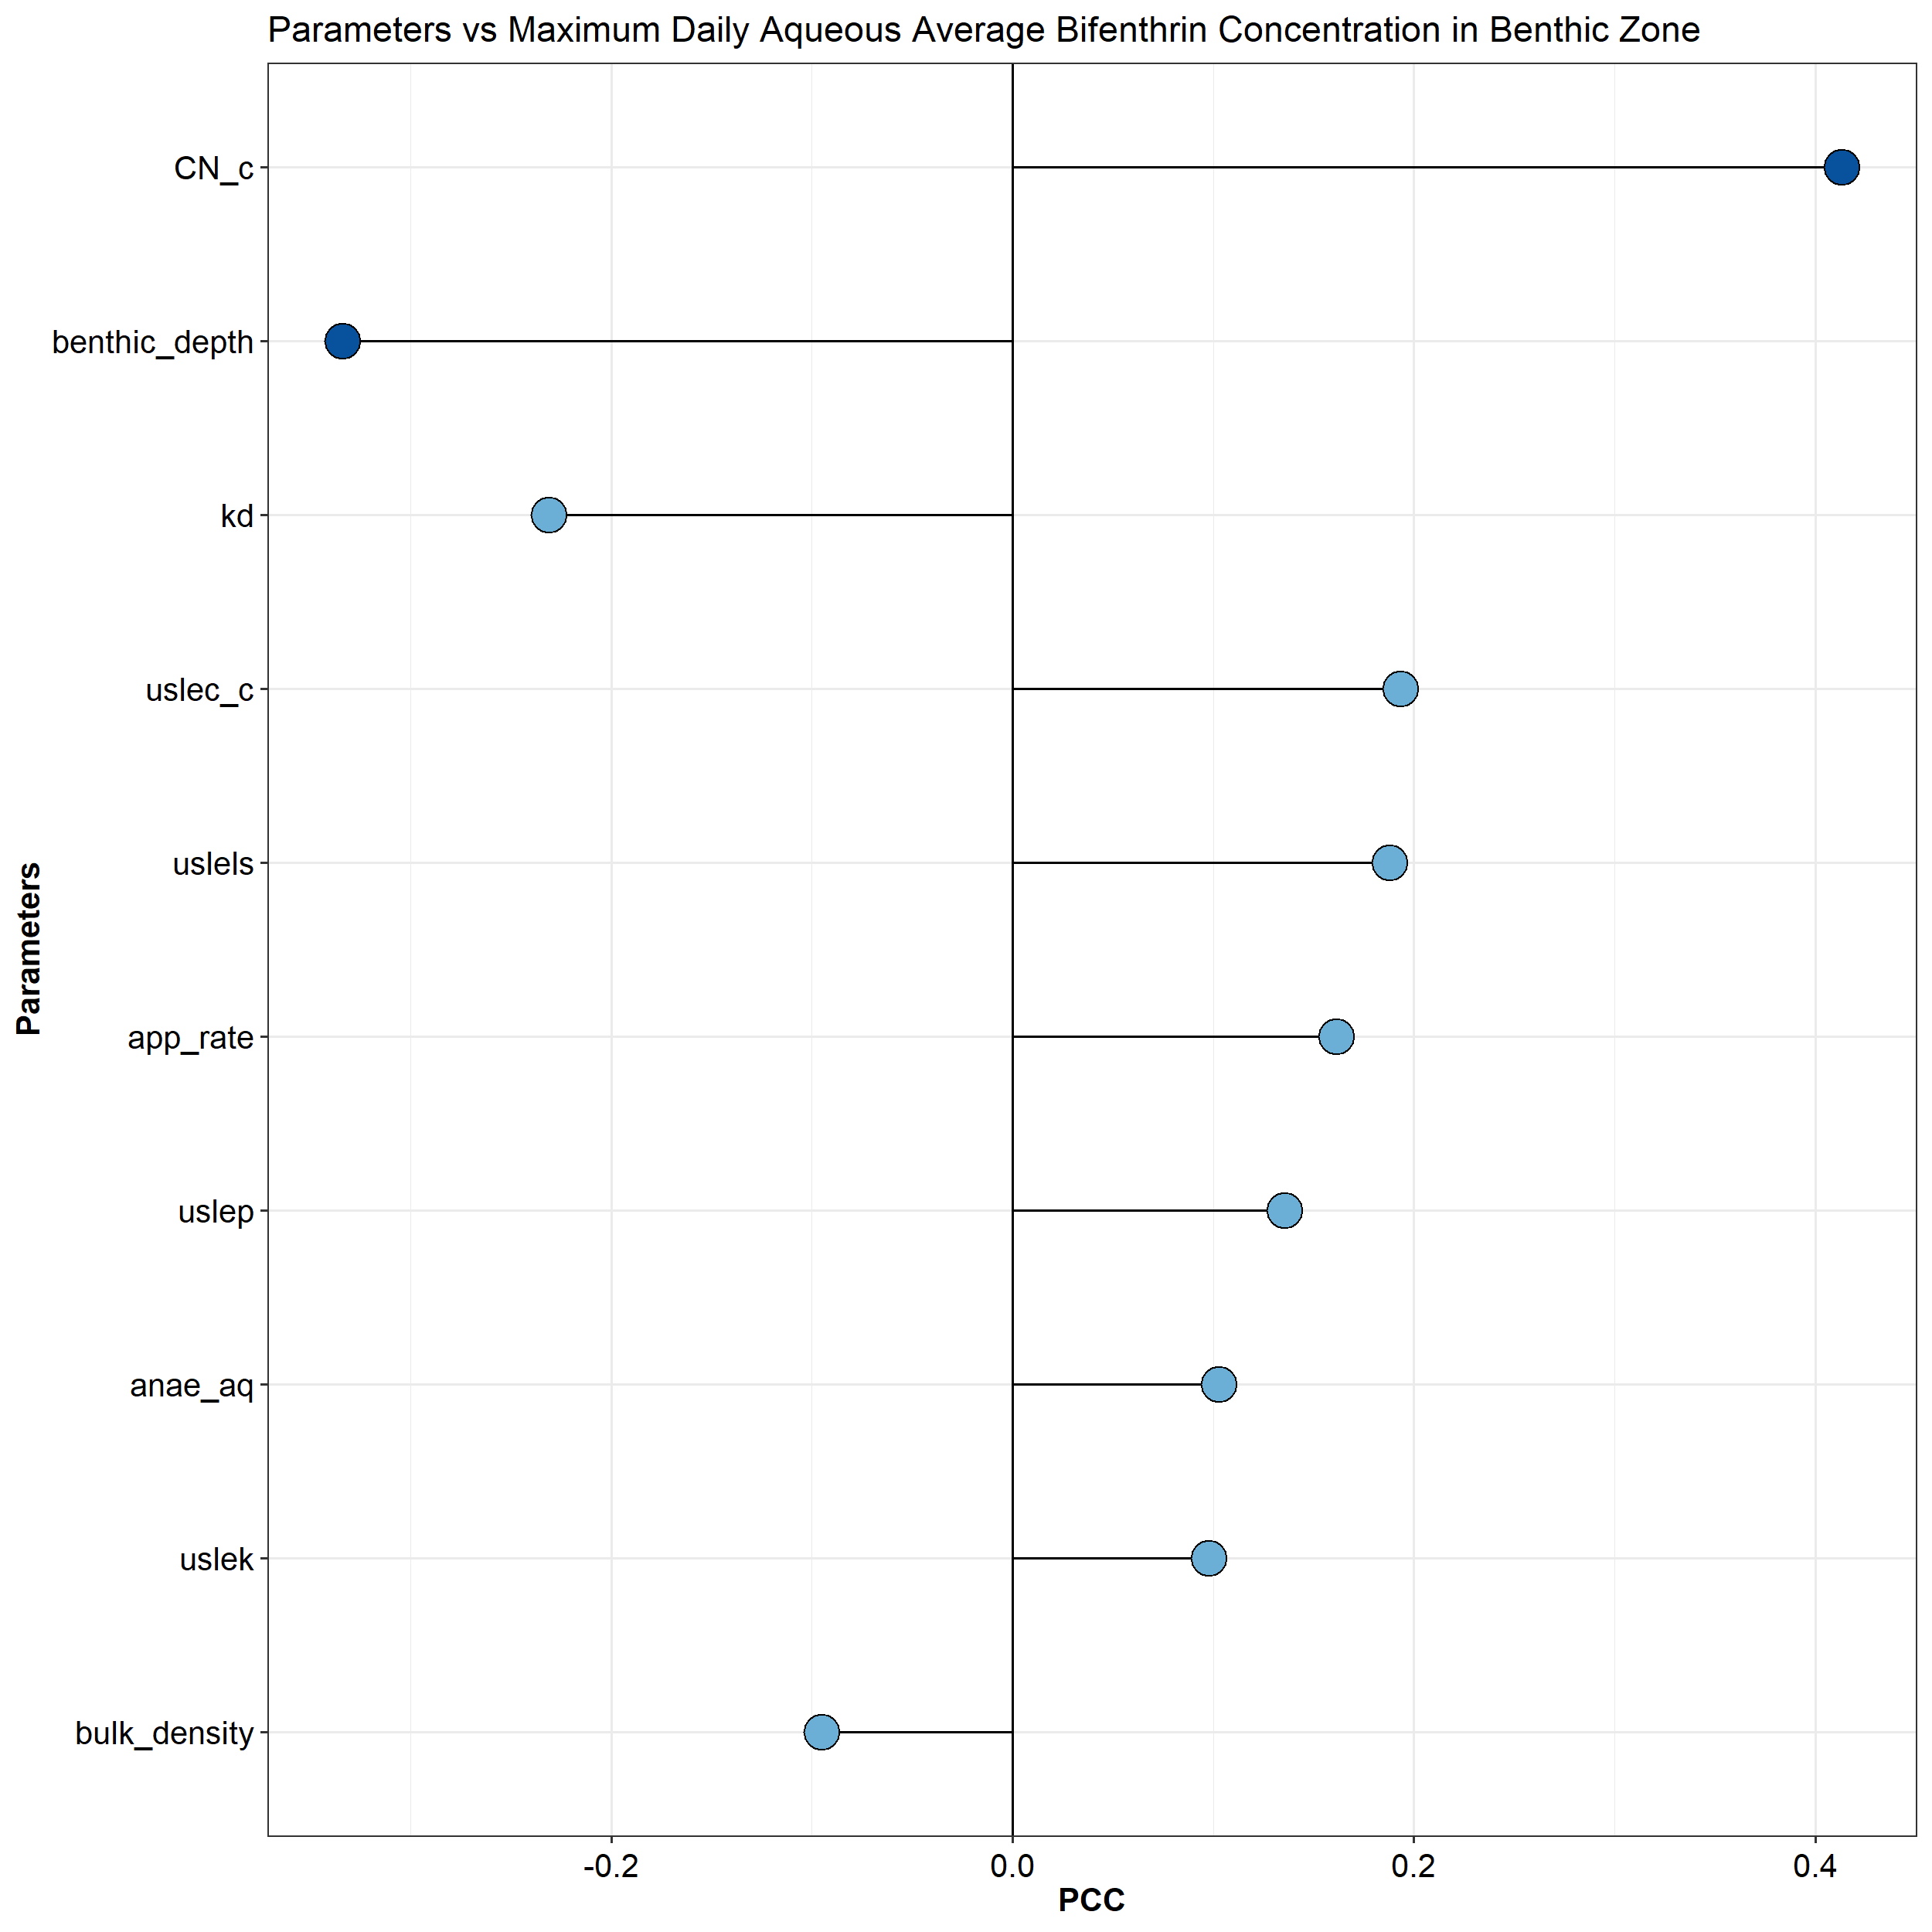 Parameters vs Maximum Daily Aqueous Average Bifenthrin Concentration in Benthic Zone
Parameters
CN_c
benthic_depth
kd
uslec_c
uslels
app_rate
uslep
anae_aq
uslek
bulk_density
-0.2 0.0 0.2 0.4
PCC